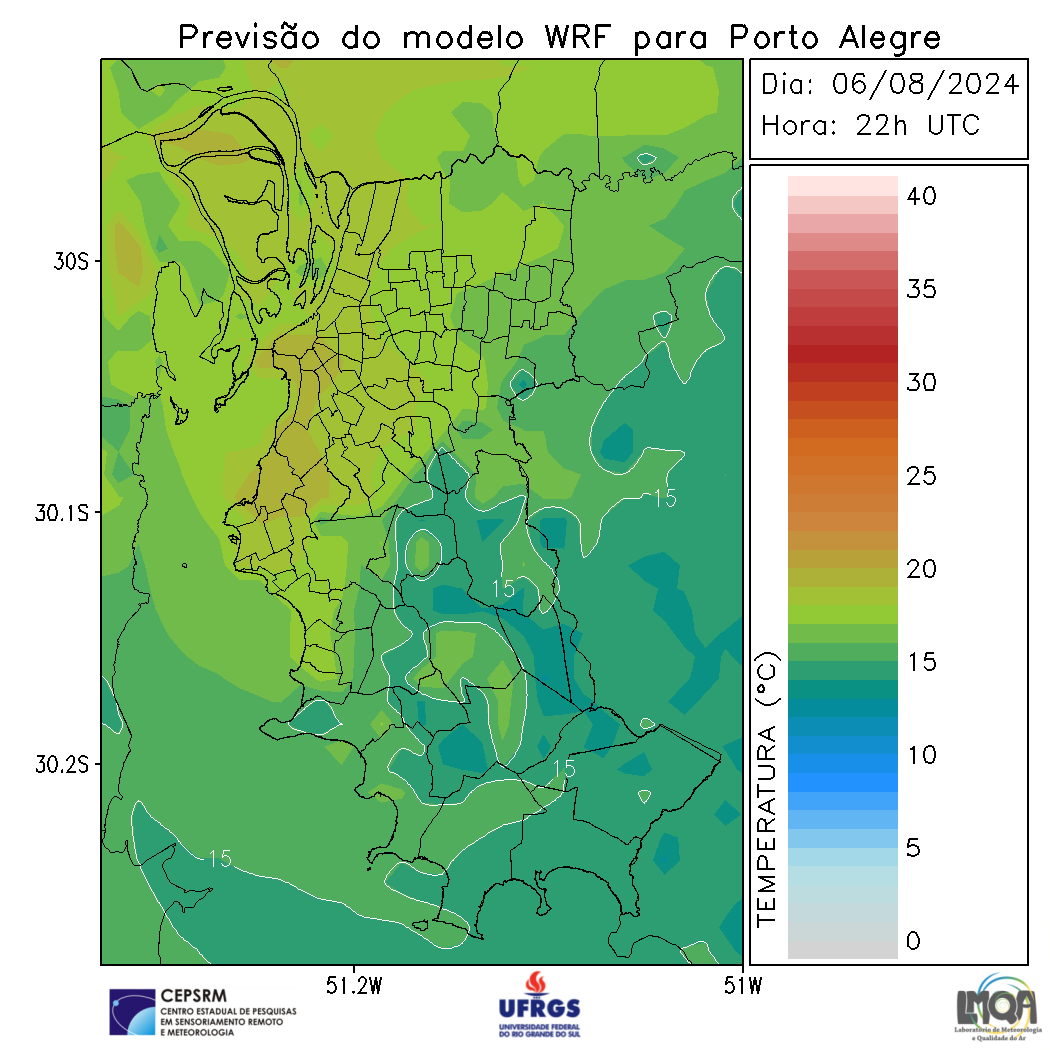 Previsão do modelo WRF para Porto Alegre
Dia: 06/08/2024
Hora: 22h UTC
40
35
30
25
20
15
10
5
0
TEMPERATURA (°C)
30S
30.1S
30.2S
51.2W
51W
15
15
15
15
CEPSRM
CENTRO ESTADUAL DE PESQUISAS
EM SENSORIAMENTO REMOTO
E METEOROLOGIA
UFRGS
UNIVERSIDADE FEDERAL
DO RIO GRANDE DO SUL
LMQA
Laboratório de Meteorologia
e Qualidade do Ar